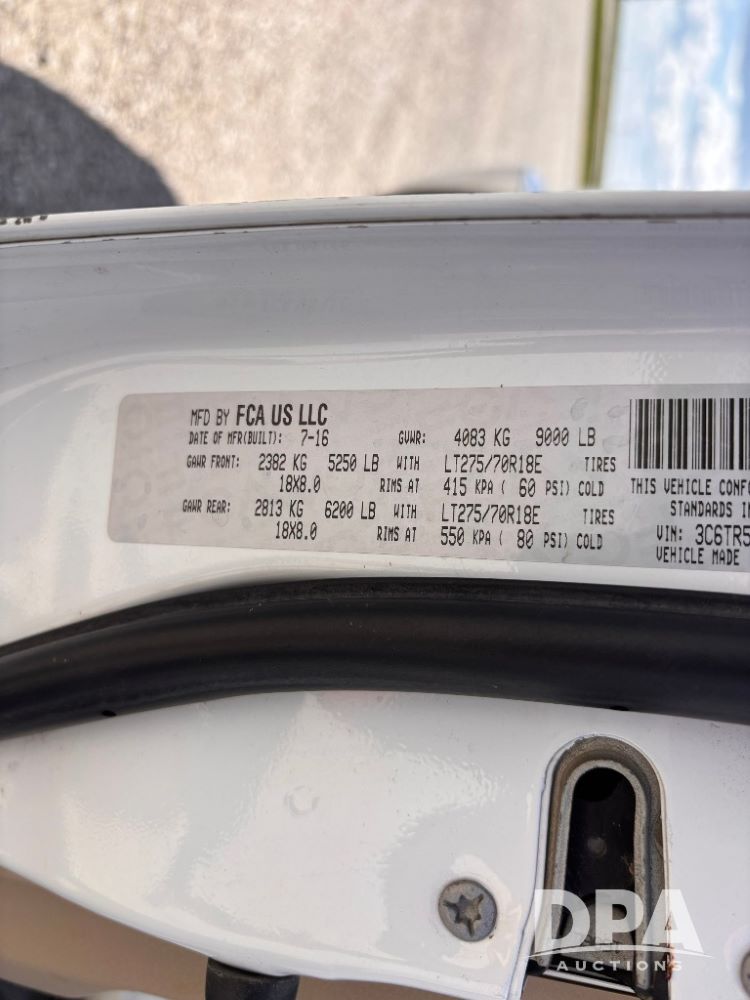 MFD BY FCA US LLC
DATE OF MFR(BUILT): 7-16 GVWR: 4083 KG 9000 LB
GAWR FRONT: 2382 KG 5250 LB WITH LT275/70R18E TIRES
18X8.0 RIMS AT 415 KPA ( 60 PSI) COLD
GAWR REAR: 2813 KG 6200 LB WITH LT275/70R18E TIRES
18X8.0 RIMS AT 550 KPA ( 80 PSI) COLD
THIS VEHICLE CONF
STANDARDS I
VIN: 3C6TR5
VEHICLE MADE
DPA
AUCTIONS